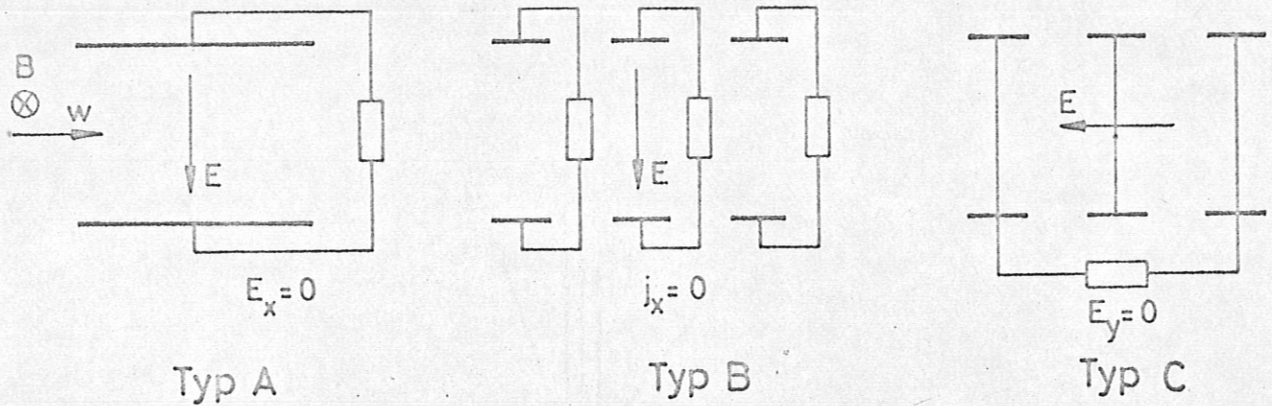 B
w
E
E_x = 0
Typ A
E
j_x = 0
Typ B
E
E_y = 0
Typ C